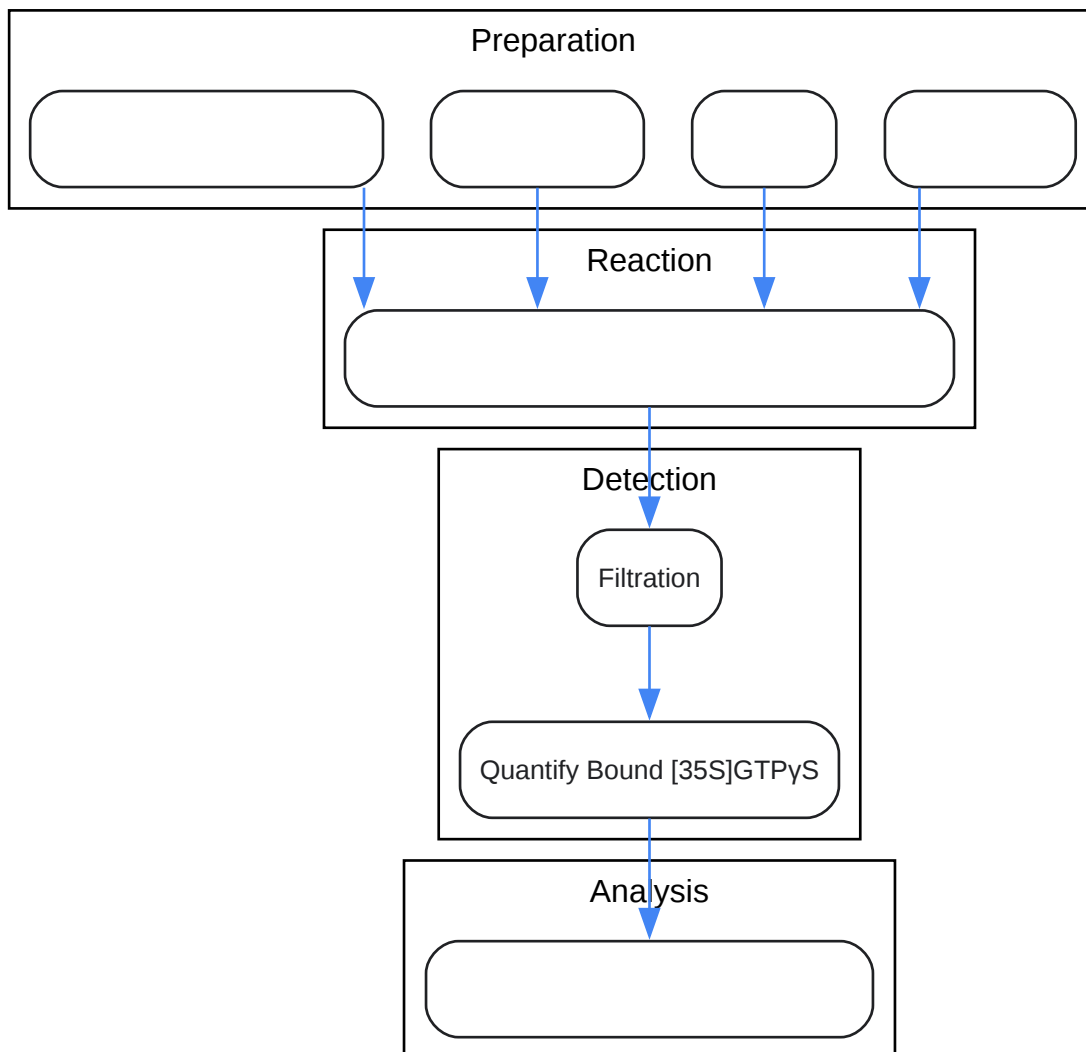 Preparation
Reaction
Detection
Filtration
Quantify Bound [35S]GTPγS
Analysis